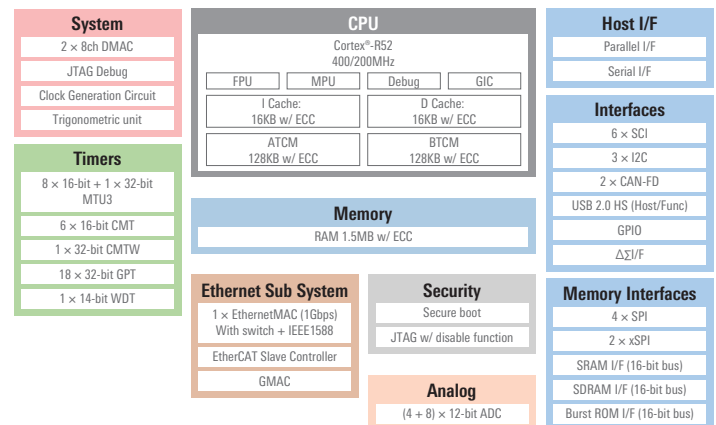 System
2 × 8ch DMAC
JTAG Debug
Clock Generation Circuit
Trigonometric unit
Timers
8 × 16-bit + 1 × 32-bit
MTU3
6 × 16-bit CMT
1 × 32-bit CMTW
18 × 32-bit GPT
1 × 14-bit WDT
CPU
Cortex®-R52
400/200MHz
FPU
MPU
Debug
GIC
I Cache:
16KB w/ ECC
D Cache:
16KB w/ ECC
ATCM
128KB w/ ECC
BTCM
128KB w/ ECC
Memory
RAM 1.5MB w/ ECC
Ethernet Sub System
1 × EthernetMAC (1Gbps)
With switch + IEEE1588
EtherCAT Slave Controller
GMAC
Security
Secure boot
JTAG w/ disable function
Analog
(4 + 8) × 12-bit ADC
Host I/F
Parallel I/F
Serial I/F
Interfaces
6 × SCI
3 × I2C
2 × CAN-FD
USB 2.0 HS (Host/Func)
GPIO
ΔΣI/F
Memory Interfaces
4 × SPI
2 × xSPI
SRAM I/F (16-bit bus)
SDRAM I/F (16-bit bus)
Burst ROM I/F (16-bit bus)